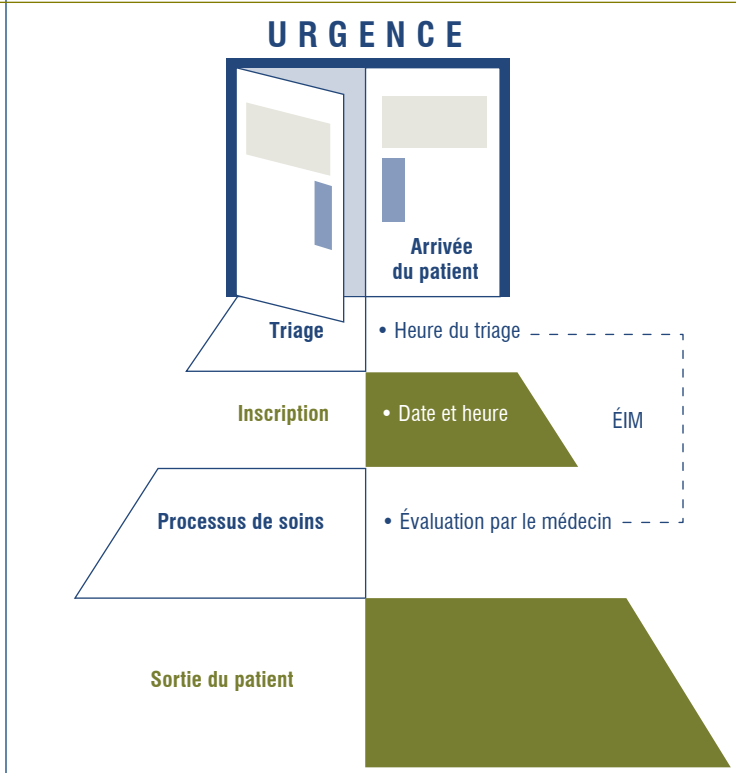 URGENCE
Arrivée
du patient
Triage
• Heure du triage
Inscription
• Date et heure
ÉIM
Processus de soins
• Évaluation par le médecin
Sortie du patient